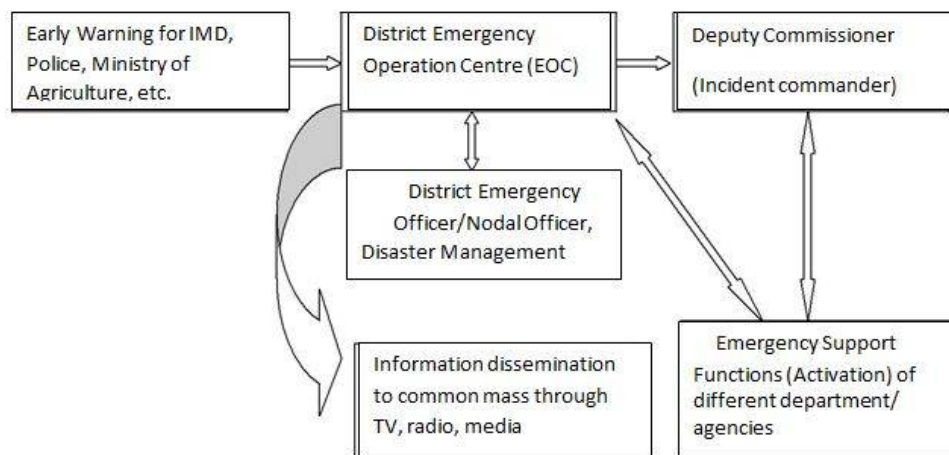 Early Warning for IMD,
Police, Ministry of
Agriculture, etc.
District Emergency
Operation Centre (EOC)
Deputy Commissioner
(Incident commander)
District Emergency
Officer/Nodal Officer,
Disaster Management
Information dissemination
to common mass through
TV, radio, media
Emergency Support
Functions (Activation) of
different department/
agencies